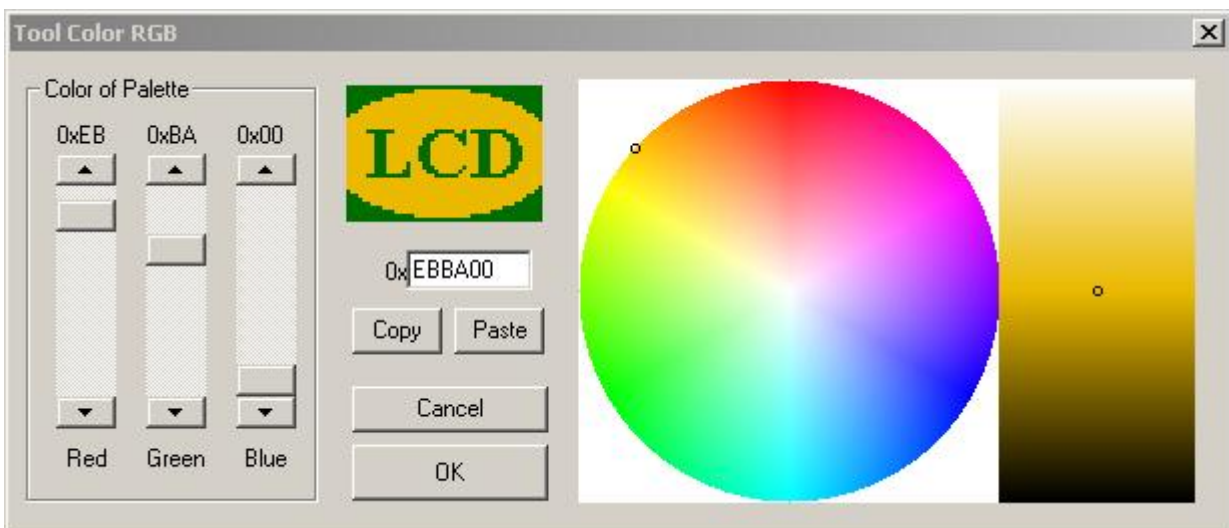 Tool Color RGB
Color of Palette
0xEB 0xBA 0x00
Red Green Blue
LCD
0x EBBA00
Copy Paste
Cancel
OK